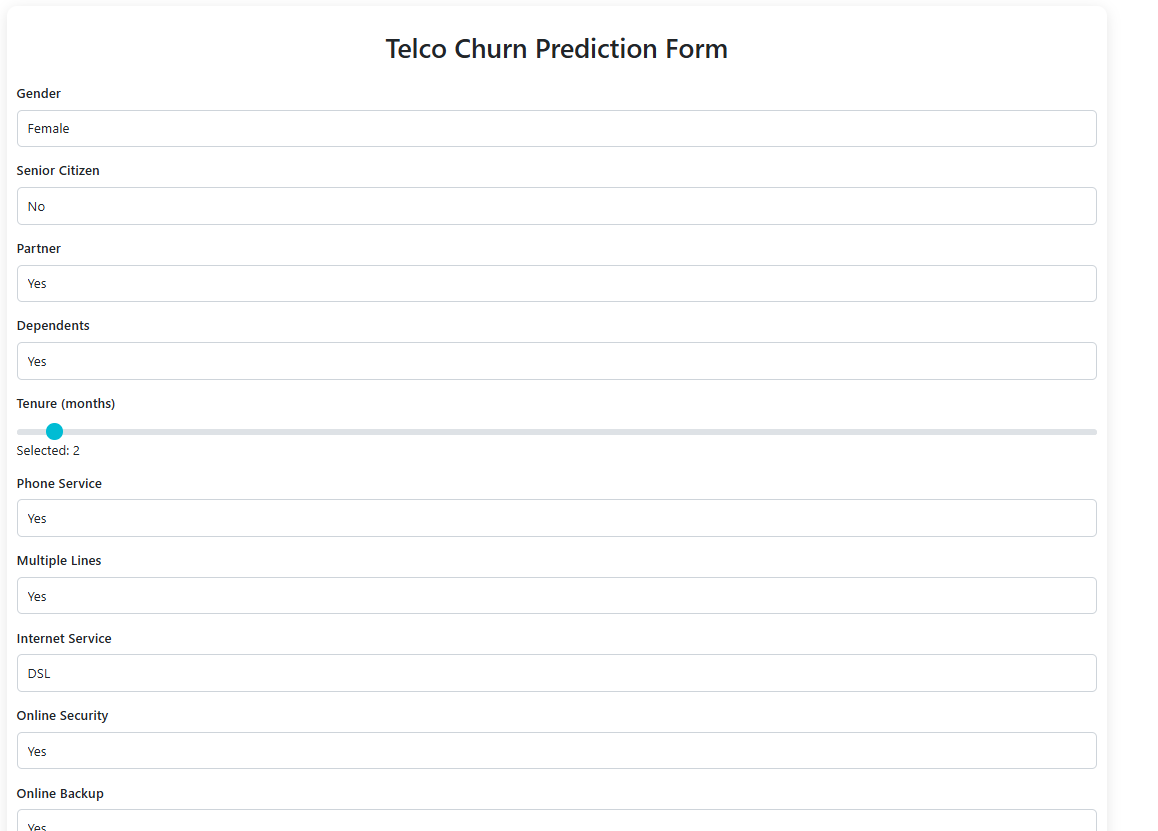 Telco Churn Prediction Form
Gender
Female
Senior Citizen
No
Partner
Yes
Dependents
Yes
Tenure (months)
Selected: 2
Phone Service
Yes
Multiple Lines
Yes
Internet Service
DSL
Online Security
Yes
Online Backup
Yes